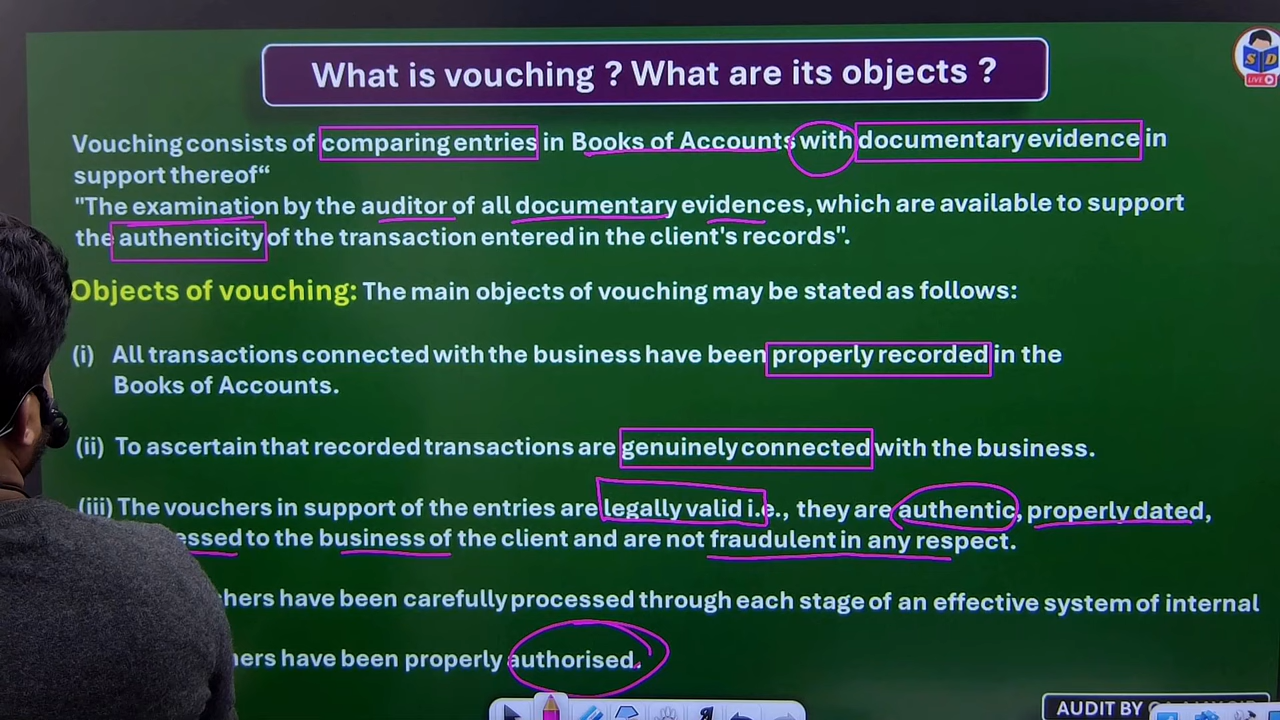 What is vouching ? What are its objects ?
S D
LIVE
Vouching consists of comparing entries in Books of Accounts with documentary evidence in
support thereof“
"The examination by the auditor of all documentary evidences, which are available to support
the authenticity of the transaction entered in the client's records".
Objects of vouching: The main objects of vouching may be stated as follows:
(i) All transactions connected with the business have been properly recorded in the
Books of Accounts.
(ii) To ascertain that recorded transactions are genuinely connected with the business.
(iii) The vouchers in support of the entries are legally valid i.e., they are authentic, properly dated,
to the business of the client and are not fraudulent in any respect.
have been carefully processed through each stage of an effective system of internal
have been properly authorised.
AUDIT BY